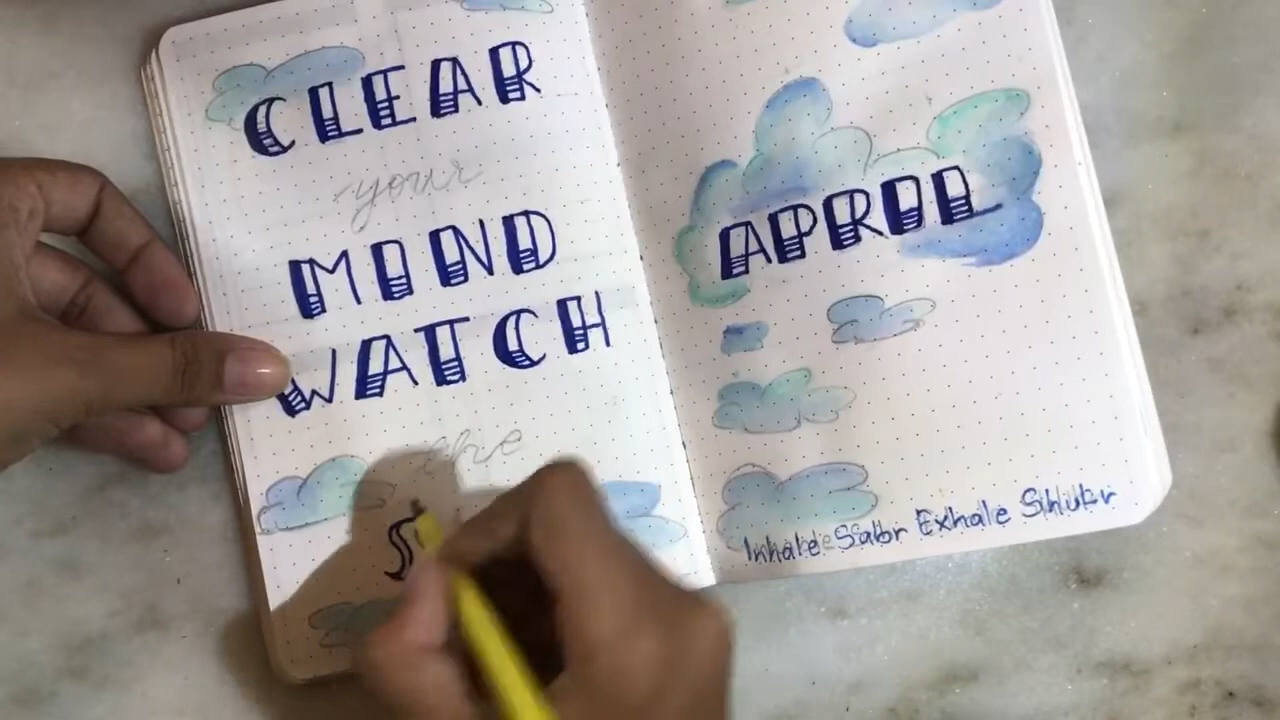 CLEAR
your
MIND
WATCH
the
S
APRIL
Inhale Sabr Exhale Shukr